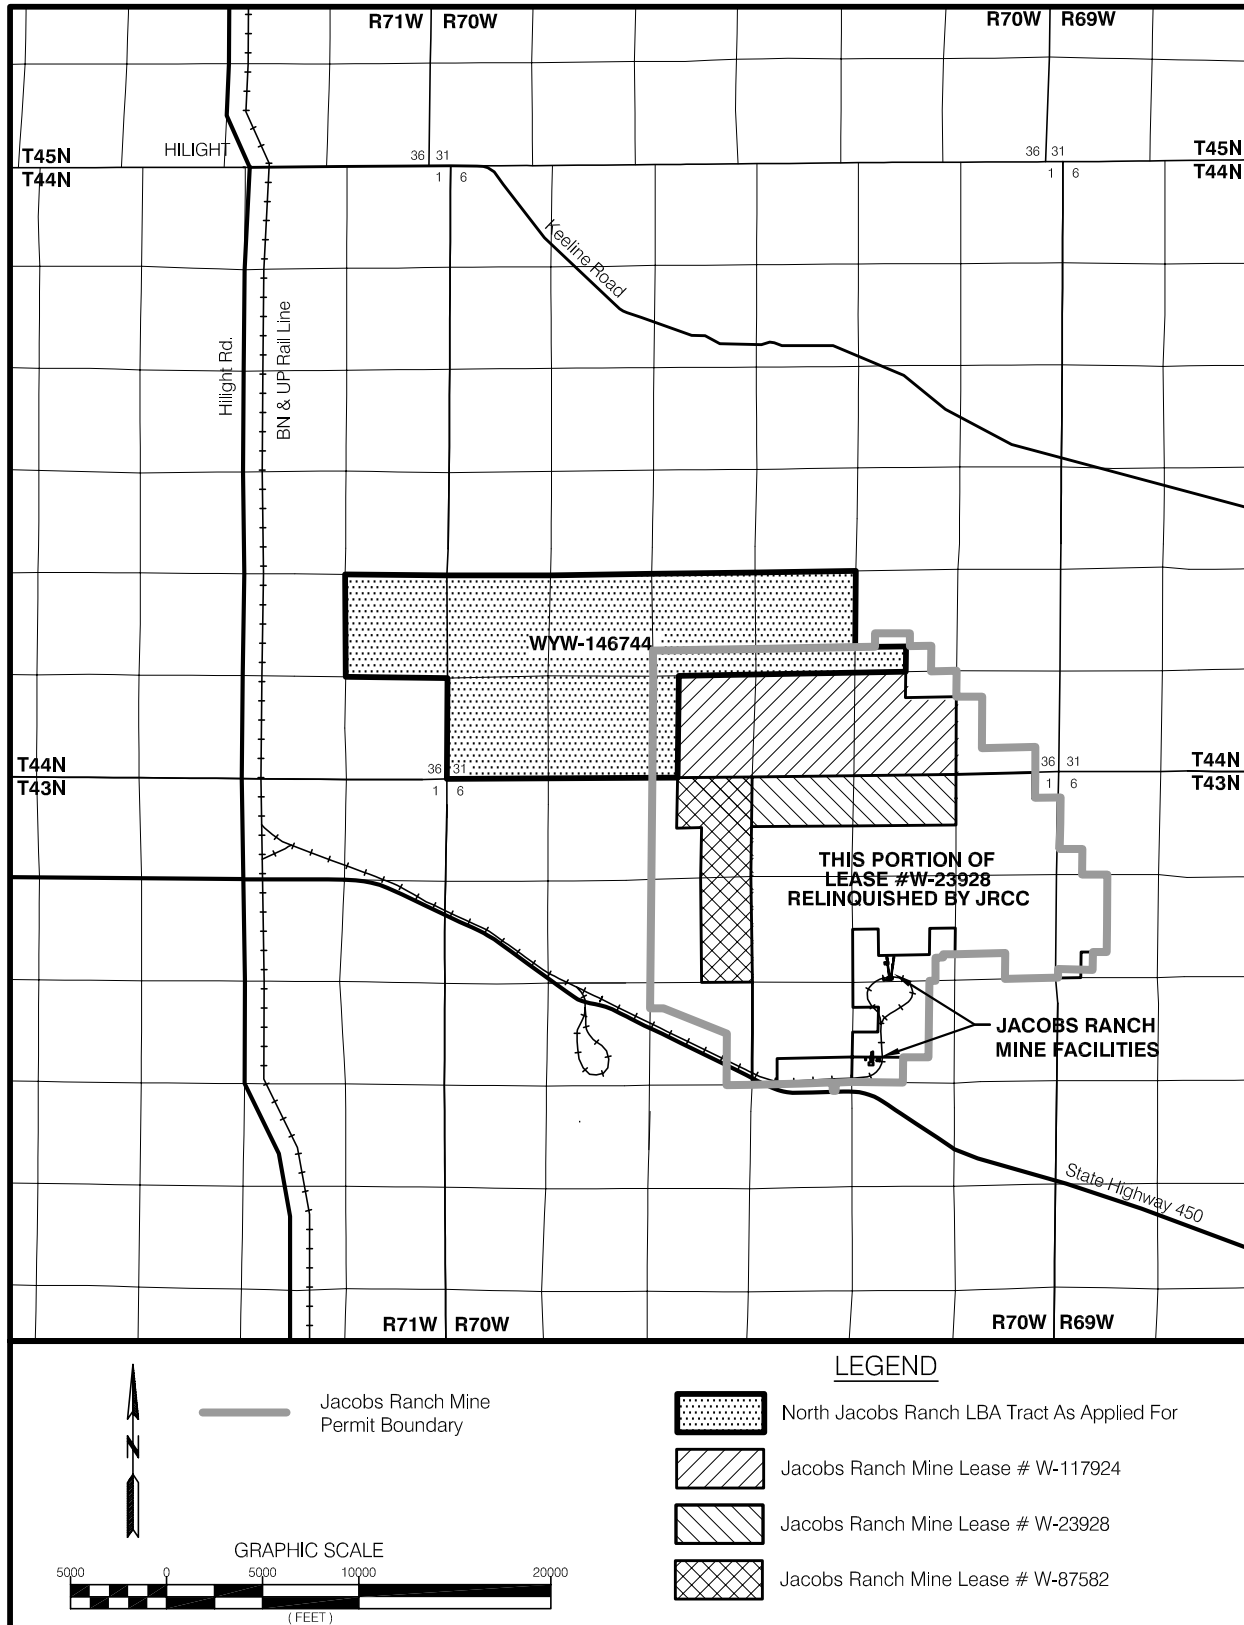 R71W R70W
R70W R69W
HILIGHT
T45N
T44N
36 31
1 6
36 31
1 6
T45N
T44N
Keeline Road
Hilight Rd.
BN & UP Rail Line
WYW-146744
T44N
T43N
36 31
1 6
36 31
1 6
T44N
T43N
THIS PORTION OF
LEASE #W-23928
RELINQUISHED BY JRCC
JACOBS RANCH
MINE FACILITIES
State Highway 450
R71W R70W
R70W R69W
LEGEND
N
Jacobs Ranch Mine
Permit Boundary
North Jacobs Ranch LBA Tract As Applied For
Jacobs Ranch Mine Lease # W-117924
Jacobs Ranch Mine Lease # W-23928
Jacobs Ranch Mine Lease # W-87582
GRAPHIC SCALE
5000 0 5000 10000 20000
( FEET )